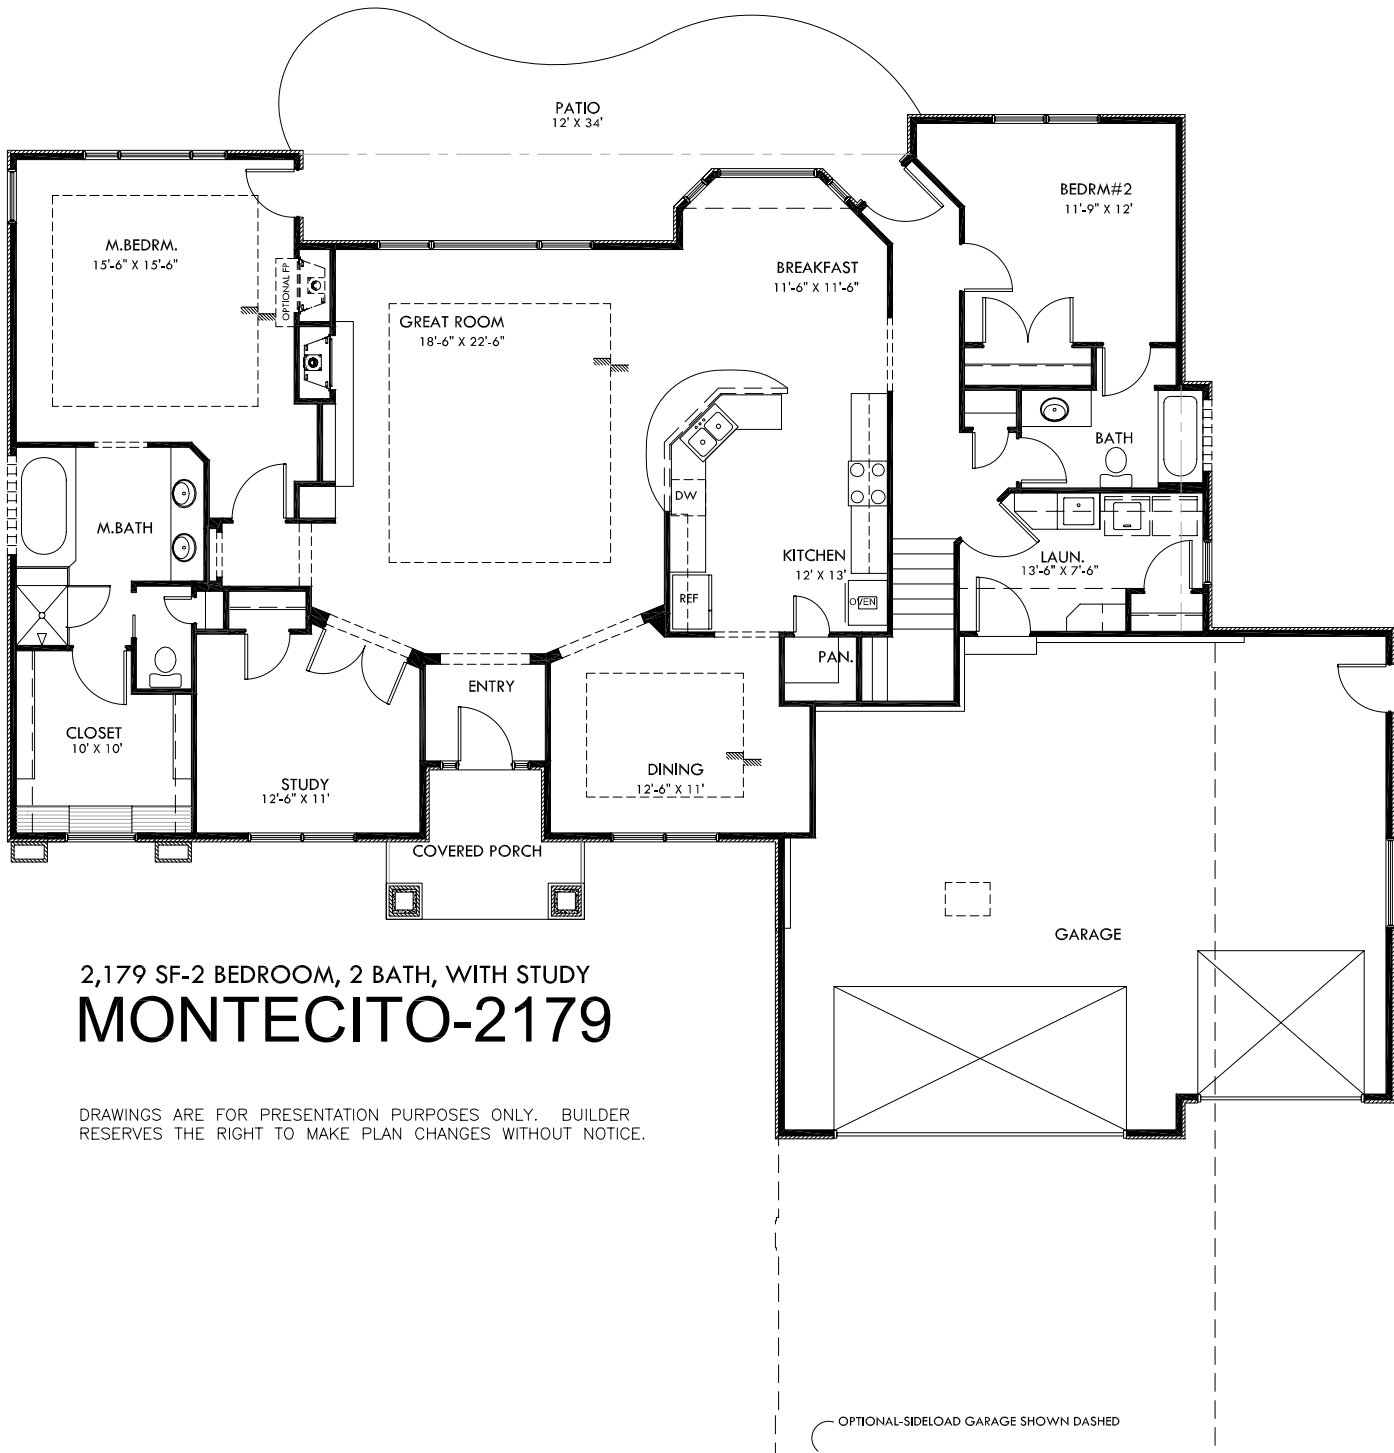 PATIO
12' X 34'
BEDRM#2
11'-9" X 12'
M.BEDRM.
15'-6" X 15'-6"
OPTIONAL FP
BREAKFAST
11'-6" X 11'-6"
GREAT ROOM
18'-6" X 22'-6"
BATH
DW
M.BATH
KITCHEN
12' X 13'
LAUN.
13'-6" X 7'-6"
REF
OVEN
PAN.
ENTRY
CLOSET
10' X 10'
STUDY
12'-6" X 11'
DINING
12'-6" X 11'
COVERED PORCH
GARAGE
2,179 SF-2 BEDROOM, 2 BATH, WITH STUDY
MONTECITO-2179
DRAWINGS ARE FOR PRESENTATION PURPOSES ONLY. BUILDER
RESERVES THE RIGHT TO MAKE PLAN CHANGES WITHOUT NOTICE.
OPTIONAL-SIDELOAD GARAGE SHOWN DASHED